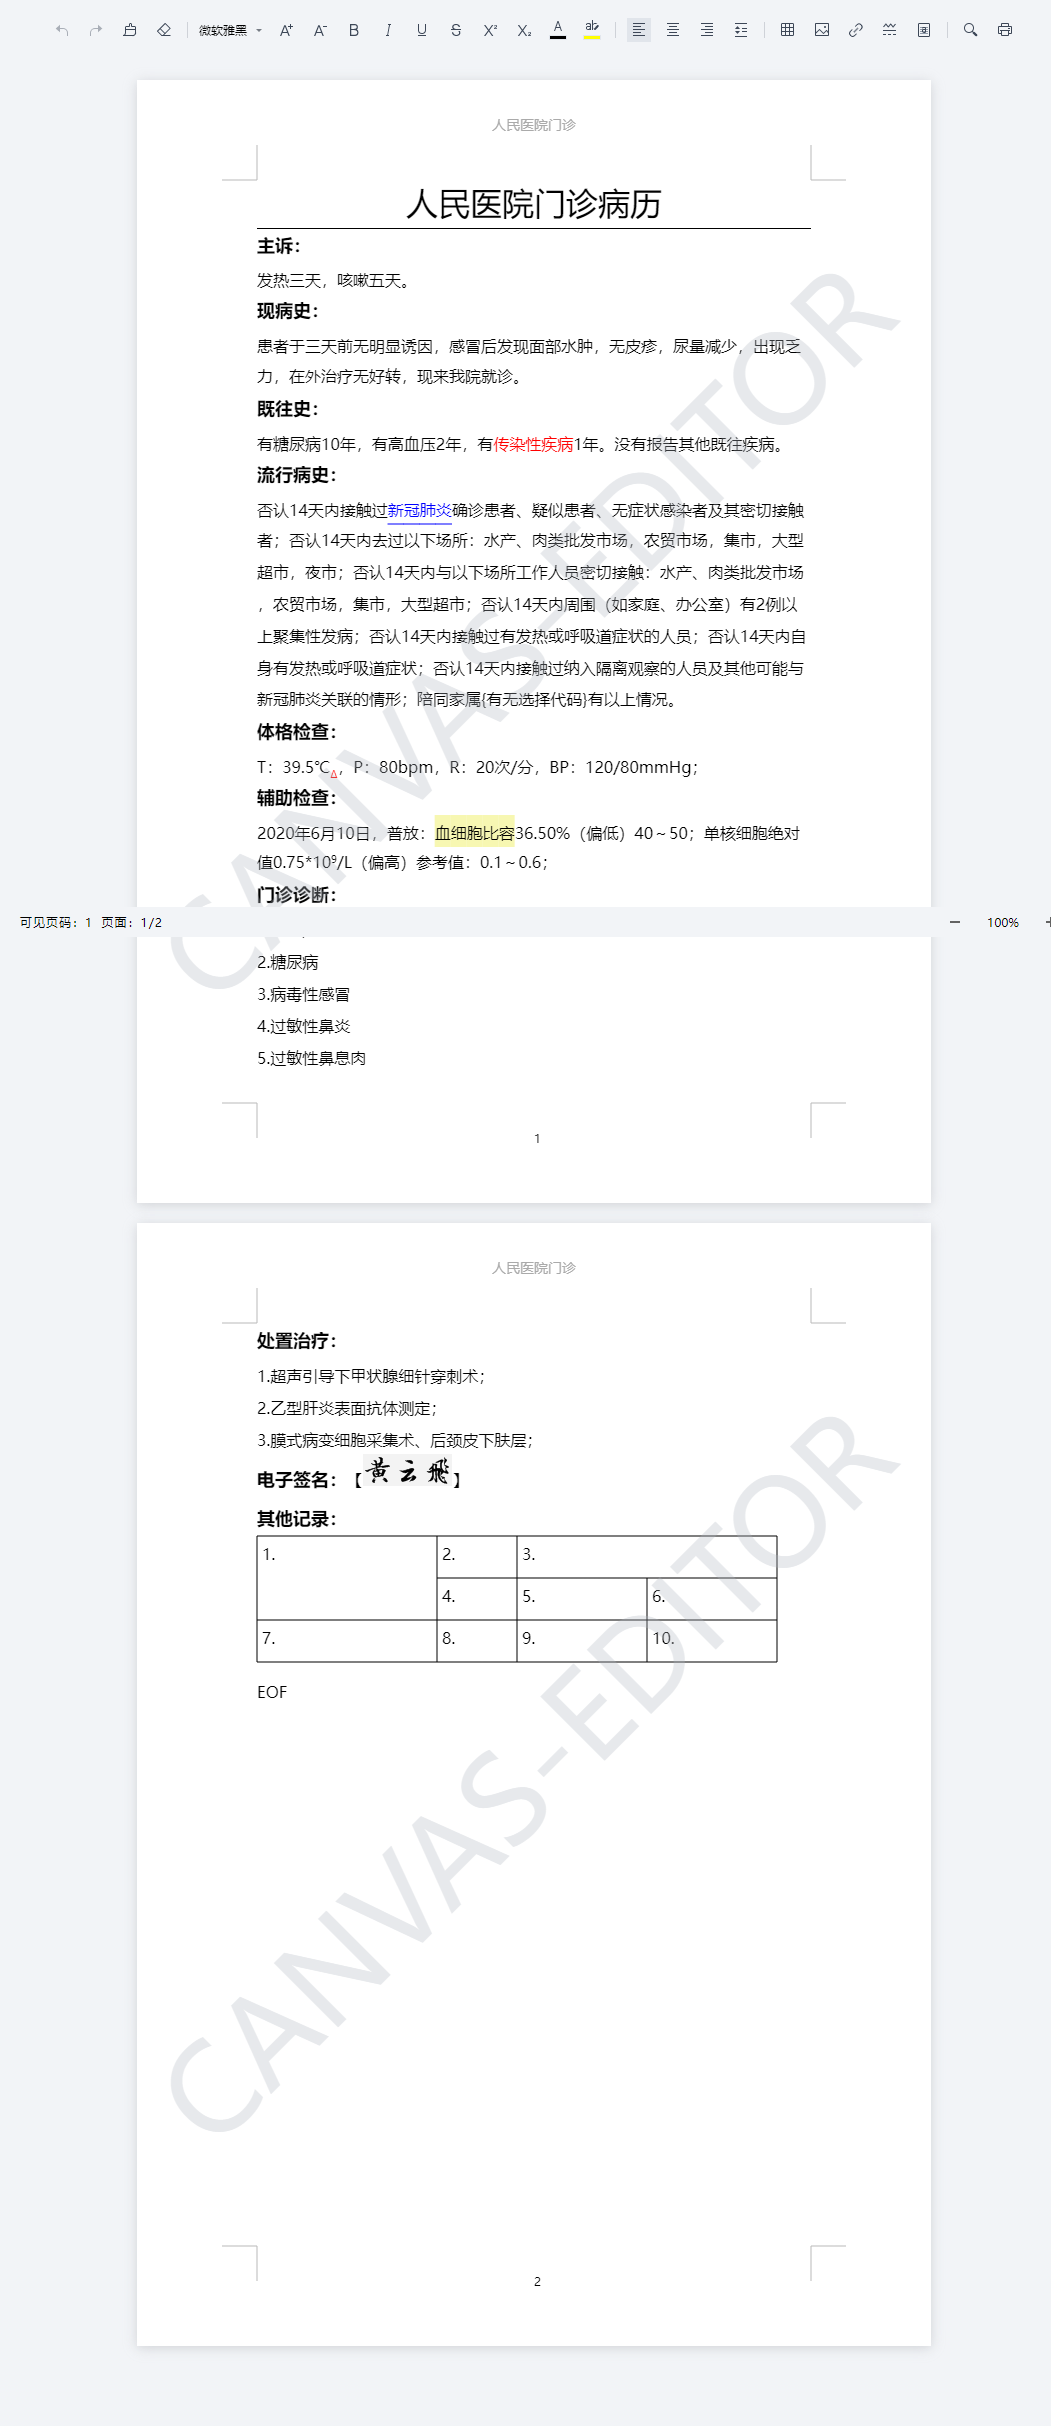 微软雅黑
人民医院门诊
人民医院门诊病历
主诉：
发热三天，咳嗽五天。
现病史：
患者于三天前无明显诱因，感冒后发现面部水肿，无皮疹，尿量减少，出现乏
力，在外治疗无好转，现来我院就诊。
既往史：
有糖尿病10年，有高血压2年，有传染性疾病1年。没有报告其他既往疾病。
流行病史：
否认14天内接触过新冠肺炎确诊患者、疑似患者、无症状感染者及其密切接触
者；否认14天内去过以下场所：水产、肉类批发市场，农贸市场，集市，大型
超市，夜市；否认14天内与以下场所工作人员密切接触：水产、肉类批发市场
，农贸市场，集市，大型超市；否认14天内周围（如家庭、办公室）有2例以
上聚集性发病；否认14天内接触过有发热或呼吸道症状的人员；否认14天内自
身有发热或呼吸道症状；否认14天内接触过纳入隔离观察的人员及其他可能与
新冠肺炎关联的情形；陪同家属{有无选择代码}有以上情况。
体格检查：
T：39.5℃Δ，P：80bpm，R：20次/分，BP：120/80mmHg；
辅助检查：
2020年6月10日，普放：血细胞比容36.50%（偏低）40～50；单核细胞绝对
值0.75*10⁹/L（偏高）参考值：0.1～0.6；
门诊诊断：
可见页码：1 页面：1/2 100%
2.糖尿病
3.病毒性感冒
4.过敏性鼻炎
5.过敏性鼻息肉
CANVAS-EDITOR
1
人民医院门诊
处置治疗：
1.超声引导下甲状腺细针穿刺术；
2.乙型肝炎表面抗体测定；
3.膜式病变细胞采集术、后颈皮下肤层；
电子签名：【黄云飛】
其他记录：
1. 2. 3.
4. 5. 6.
7. 8. 9. 10.
EOF
CANVAS-EDITOR
2